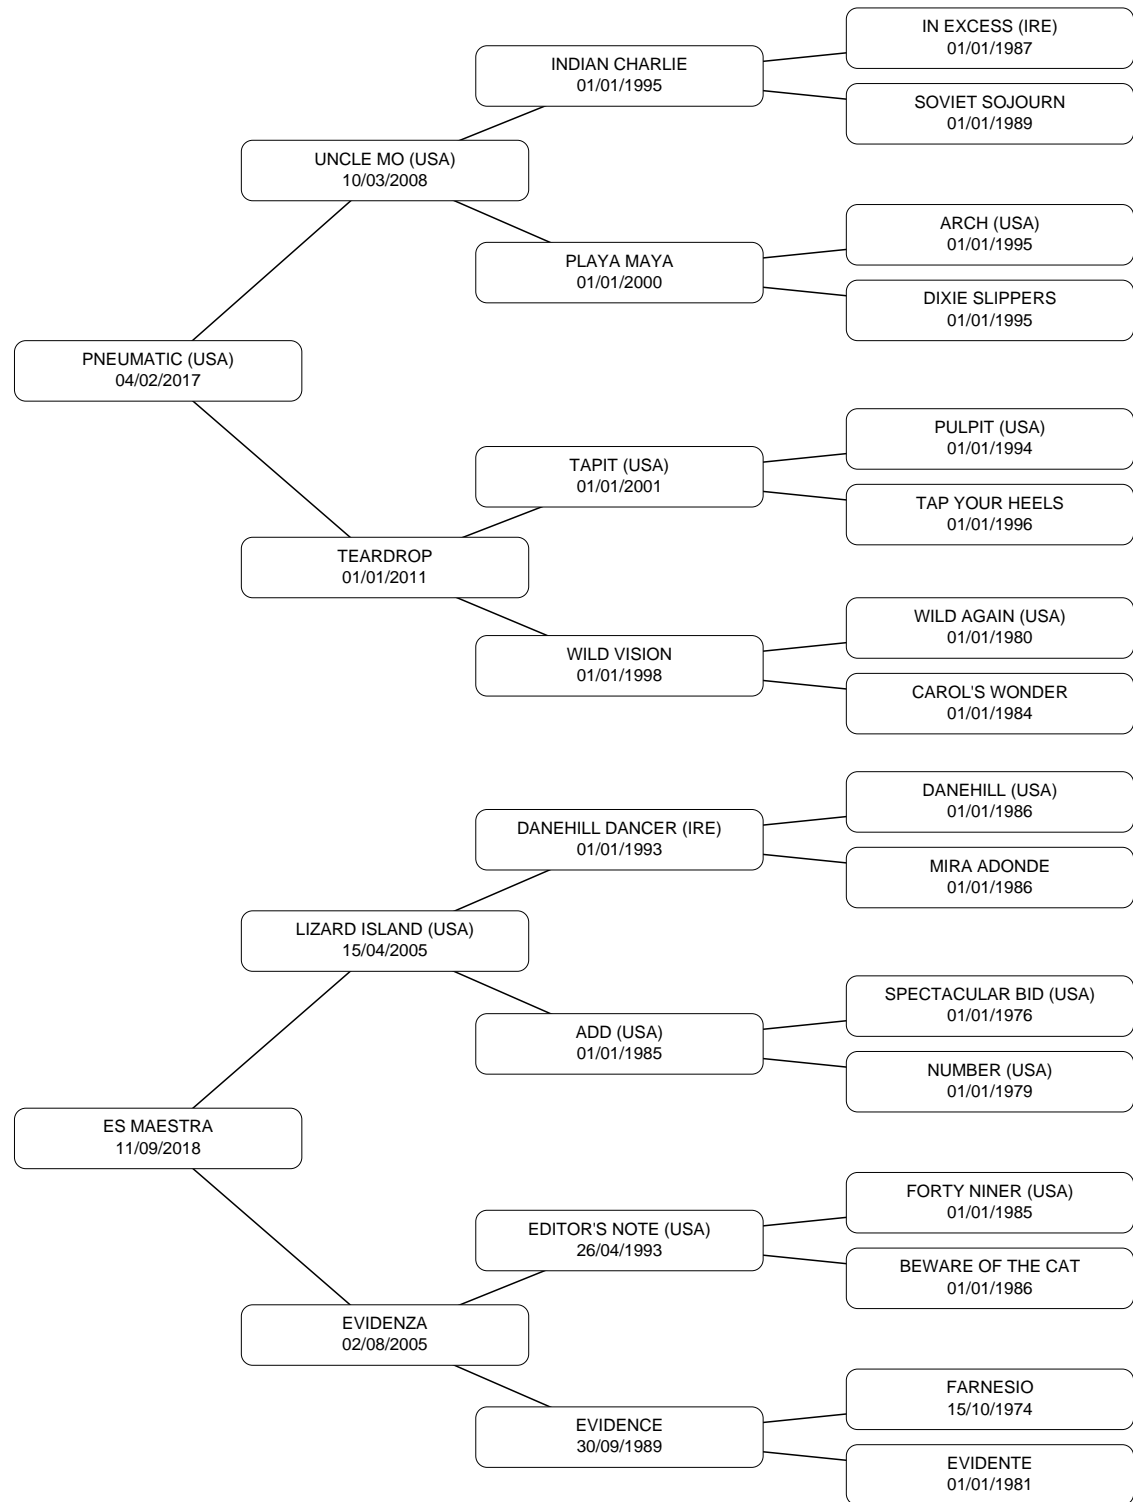 IN EXCESS (IRE)
01/01/1987
INDIAN CHARLIE
01/01/1995
SOVIET SOJOURN
01/01/1989
UNCLE MO (USA)
10/03/2008
ARCH (USA)
01/01/1995
PLAYA MAYA
01/01/2000
DIXIE SLIPPERS
01/01/1995
PNEUMATIC (USA)
04/02/2017
PULPIT (USA)
01/01/1994
TAPIT (USA)
01/01/2001
TAP YOUR HEELS
01/01/1996
TEARDROP
01/01/2011
WILD AGAIN (USA)
01/01/1980
WILD VISION
01/01/1998
CAROL'S WONDER
01/01/1984
DANEHILL (USA)
01/01/1986
DANEHILL DANCER (IRE)
01/01/1993
MIRA ADONDE
01/01/1986
LIZARD ISLAND (USA)
15/04/2005
SPECTACULAR BID (USA)
01/01/1976
ADD (USA)
01/01/1985
NUMBER (USA)
01/01/1979
ES MAESTRA
11/09/2018
FORTY NINER (USA)
01/01/1985
EDITOR'S NOTE (USA)
26/04/1993
BEWARE OF THE CAT
01/01/1986
EVIDENZA
02/08/2005
FARNESIO
15/10/1974
EVIDENCE
30/09/1989
EVIDENTE
01/01/1981